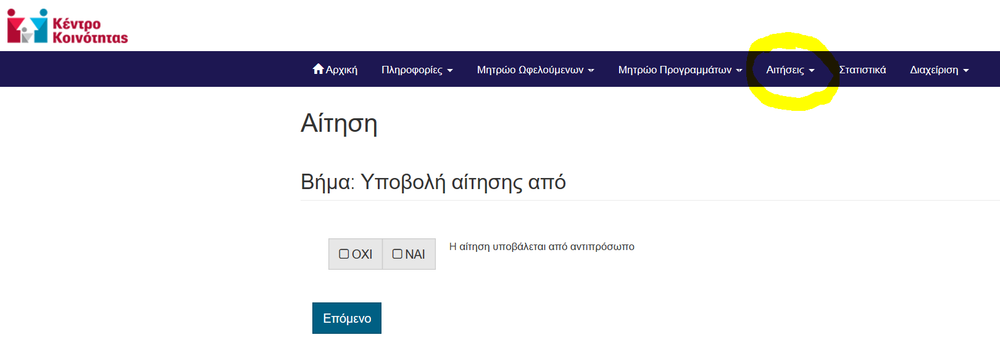 Κέντρο
Κοινότητας
Αρχική Πληροφορίες Μητρώο Ωφελούμενων Μητρώο Προγραμμάτων Αιτήσεις Στατιστικά Διαχείριση
Αίτηση
Βήμα: Υποβολή αίτησης από
ΟΧΙ ΝΑΙ Η αίτηση υποβάλεται από αντιπρόσωπο
Επόμενο